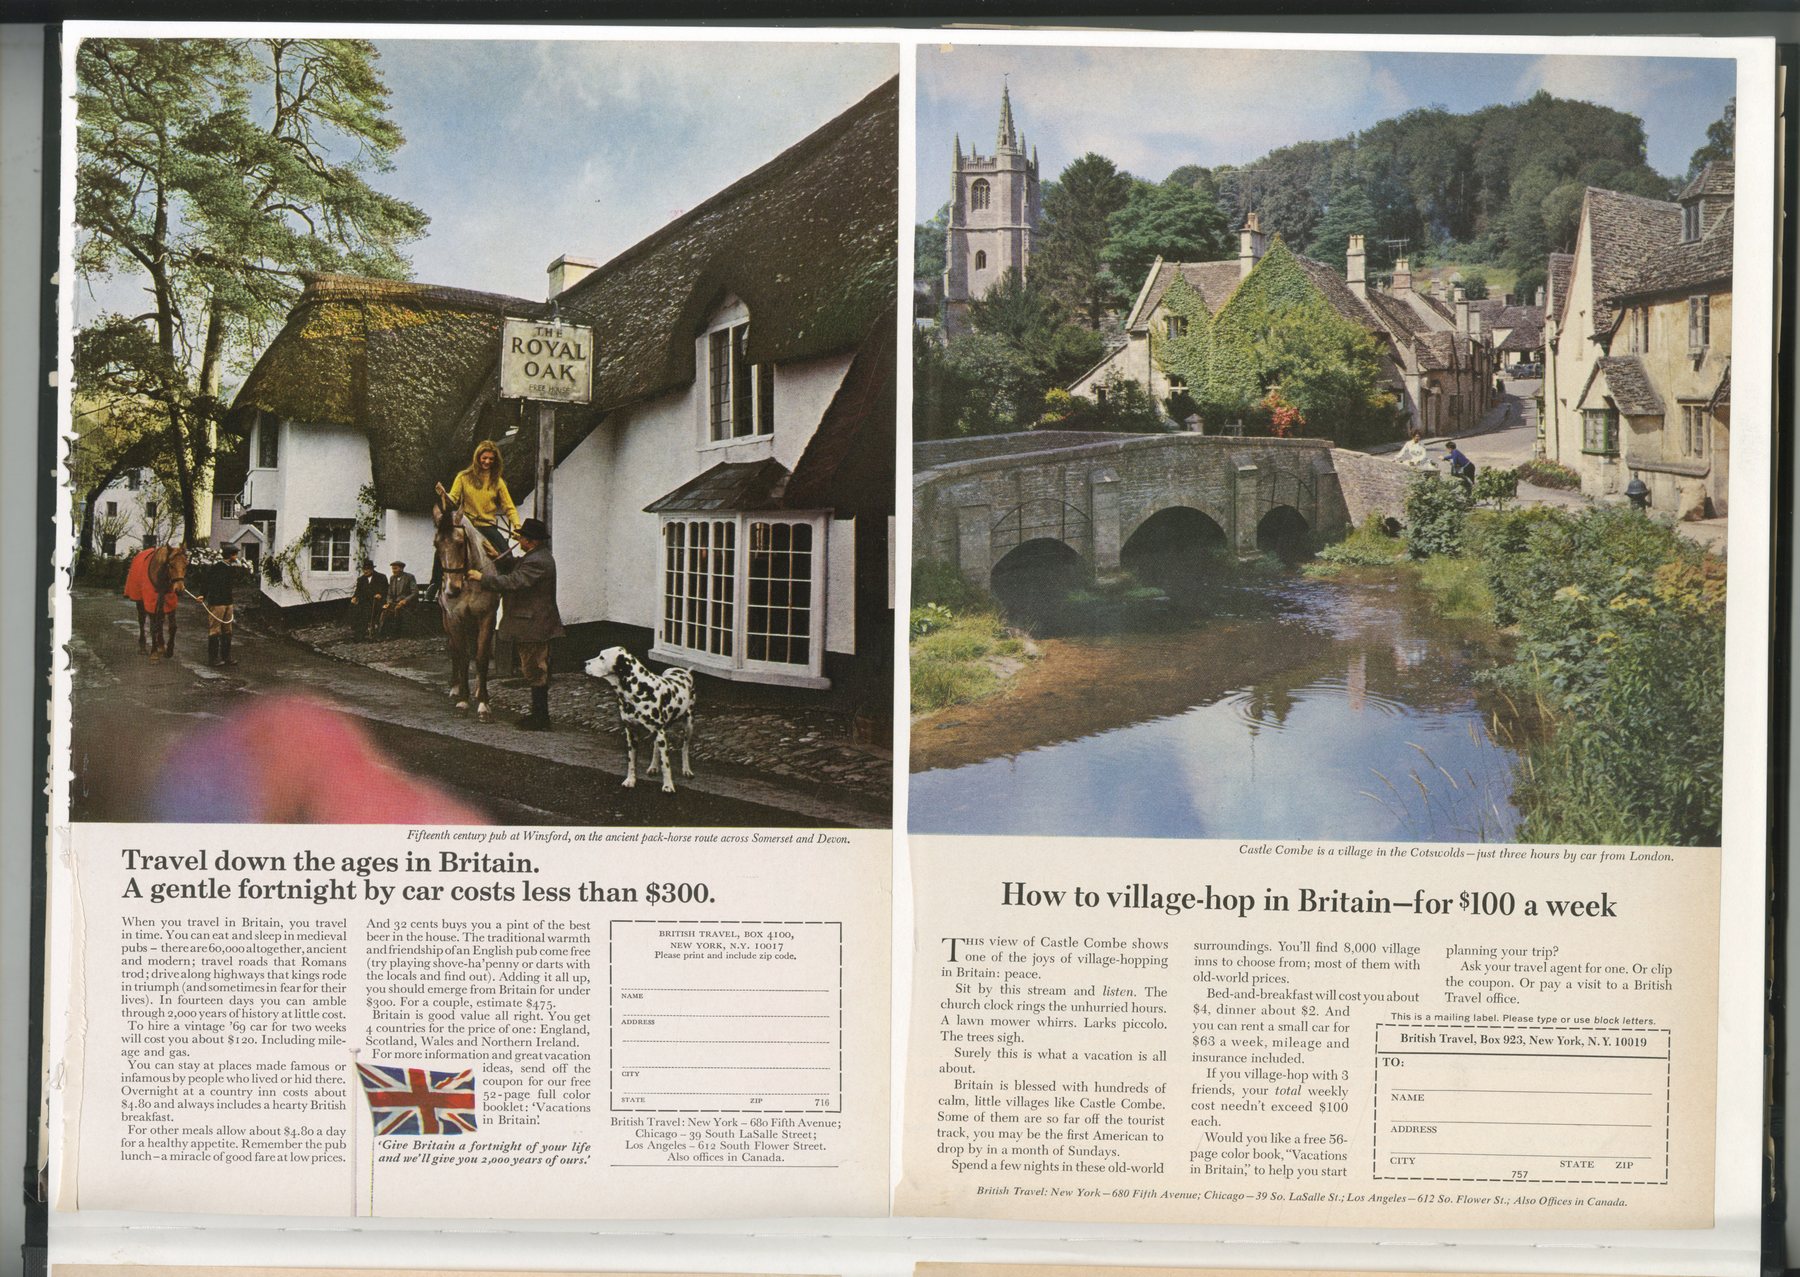 THE
ROYAL
OAK
FREE HOUSE
Fifteenth century pub at Winsford, on the ancient pack-horse route across Somerset and Devon.
Travel down the ages in Britain.
A gentle fortnight by car costs less than $300.
When you travel in Britain, you travel
in time. You can eat and sleep in medieval
pubs – there are 60,000 altogether, ancient
and modern; travel roads that Romans
trod; drive along highways that kings rode
in triumph (and sometimes in fear for their
lives). In fourteen days you can amble
through 2,000 years of history at little cost.
To hire a vintage '69 car for two weeks
will cost you about $120. Including mile-
age and gas.
You can stay at places made famous or
infamous by people who lived or hid there.
Overnight at a country inn costs about
$4.80 and always includes a hearty British
breakfast.
For other meals allow about $4.80 a day
for a healthy appetite. Remember the pub
lunch – a miracle of good fare at low prices.
And 32 cents buys you a pint of the best
beer in the house. The traditional warmth
and friendship of an English pub come free
(try playing shove-ha'penny or darts with
the locals and find out). Adding it all up,
you should emerge from Britain for under
$300. For a couple, estimate $475.
Britain is good value all right. You get
4 countries for the price of one: England,
Scotland, Wales and Northern Ireland.
For more information and great vacation
ideas, send off the
coupon for our free
52-page full color
booklet: 'Vacations
in Britain'.
'Give Britain a fortnight of your life
and we'll give you 2,000 years of ours.'
BRITISH TRAVEL, BOX 4100,
NEW YORK, N.Y. 10017
Please print and include zip code.
NAME
ADDRESS
CITY
STATE ZIP 716
British Travel: New York – 680 Fifth Avenue;
Chicago – 39 South LaSalle Street;
Los Angeles – 612 South Flower Street.
Also offices in Canada.
Castle Combe is a village in the Cotswolds—just three hours by car from London.
How to village-hop in Britain—for $100 a week
THIS view of Castle Combe shows
one of the joys of village-hopping
in Britain: peace.
Sit by this stream and listen. The
church clock rings the unhurried hours.
A lawn mower whirrs. Larks piccolo.
The trees sigh.
Surely this is what a vacation is all
about.
Britain is blessed with hundreds of
calm, little villages like Castle Combe.
Some of them are so far off the tourist
track, you may be the first American to
drop by in a month of Sundays.
Spend a few nights in these old-world
surroundings. You'll find 8,000 village
inns to choose from; most of them with
old-world prices.
Bed-and-breakfast will cost you about
$4, dinner about $2. And
you can rent a small car for
$63 a week, mileage and
insurance included.
If you village-hop with 3
friends, your total weekly
cost needn't exceed $100
each.
Would you like a free 56-
page color book, "Vacations
in Britain," to help you start
planning your trip?
Ask your travel agent for one. Or clip
the coupon. Or pay a visit to a British
Travel office.
This is a mailing label. Please type or use block letters.
British Travel, Box 923, New York, N.Y. 10019
TO:
NAME
ADDRESS
CITY STATE ZIP
757
British Travel: New York—680 Fifth Avenue; Chicago—39 So. LaSalle St.; Los Angeles—612 So. Flower St.; Also Offices in Canada.